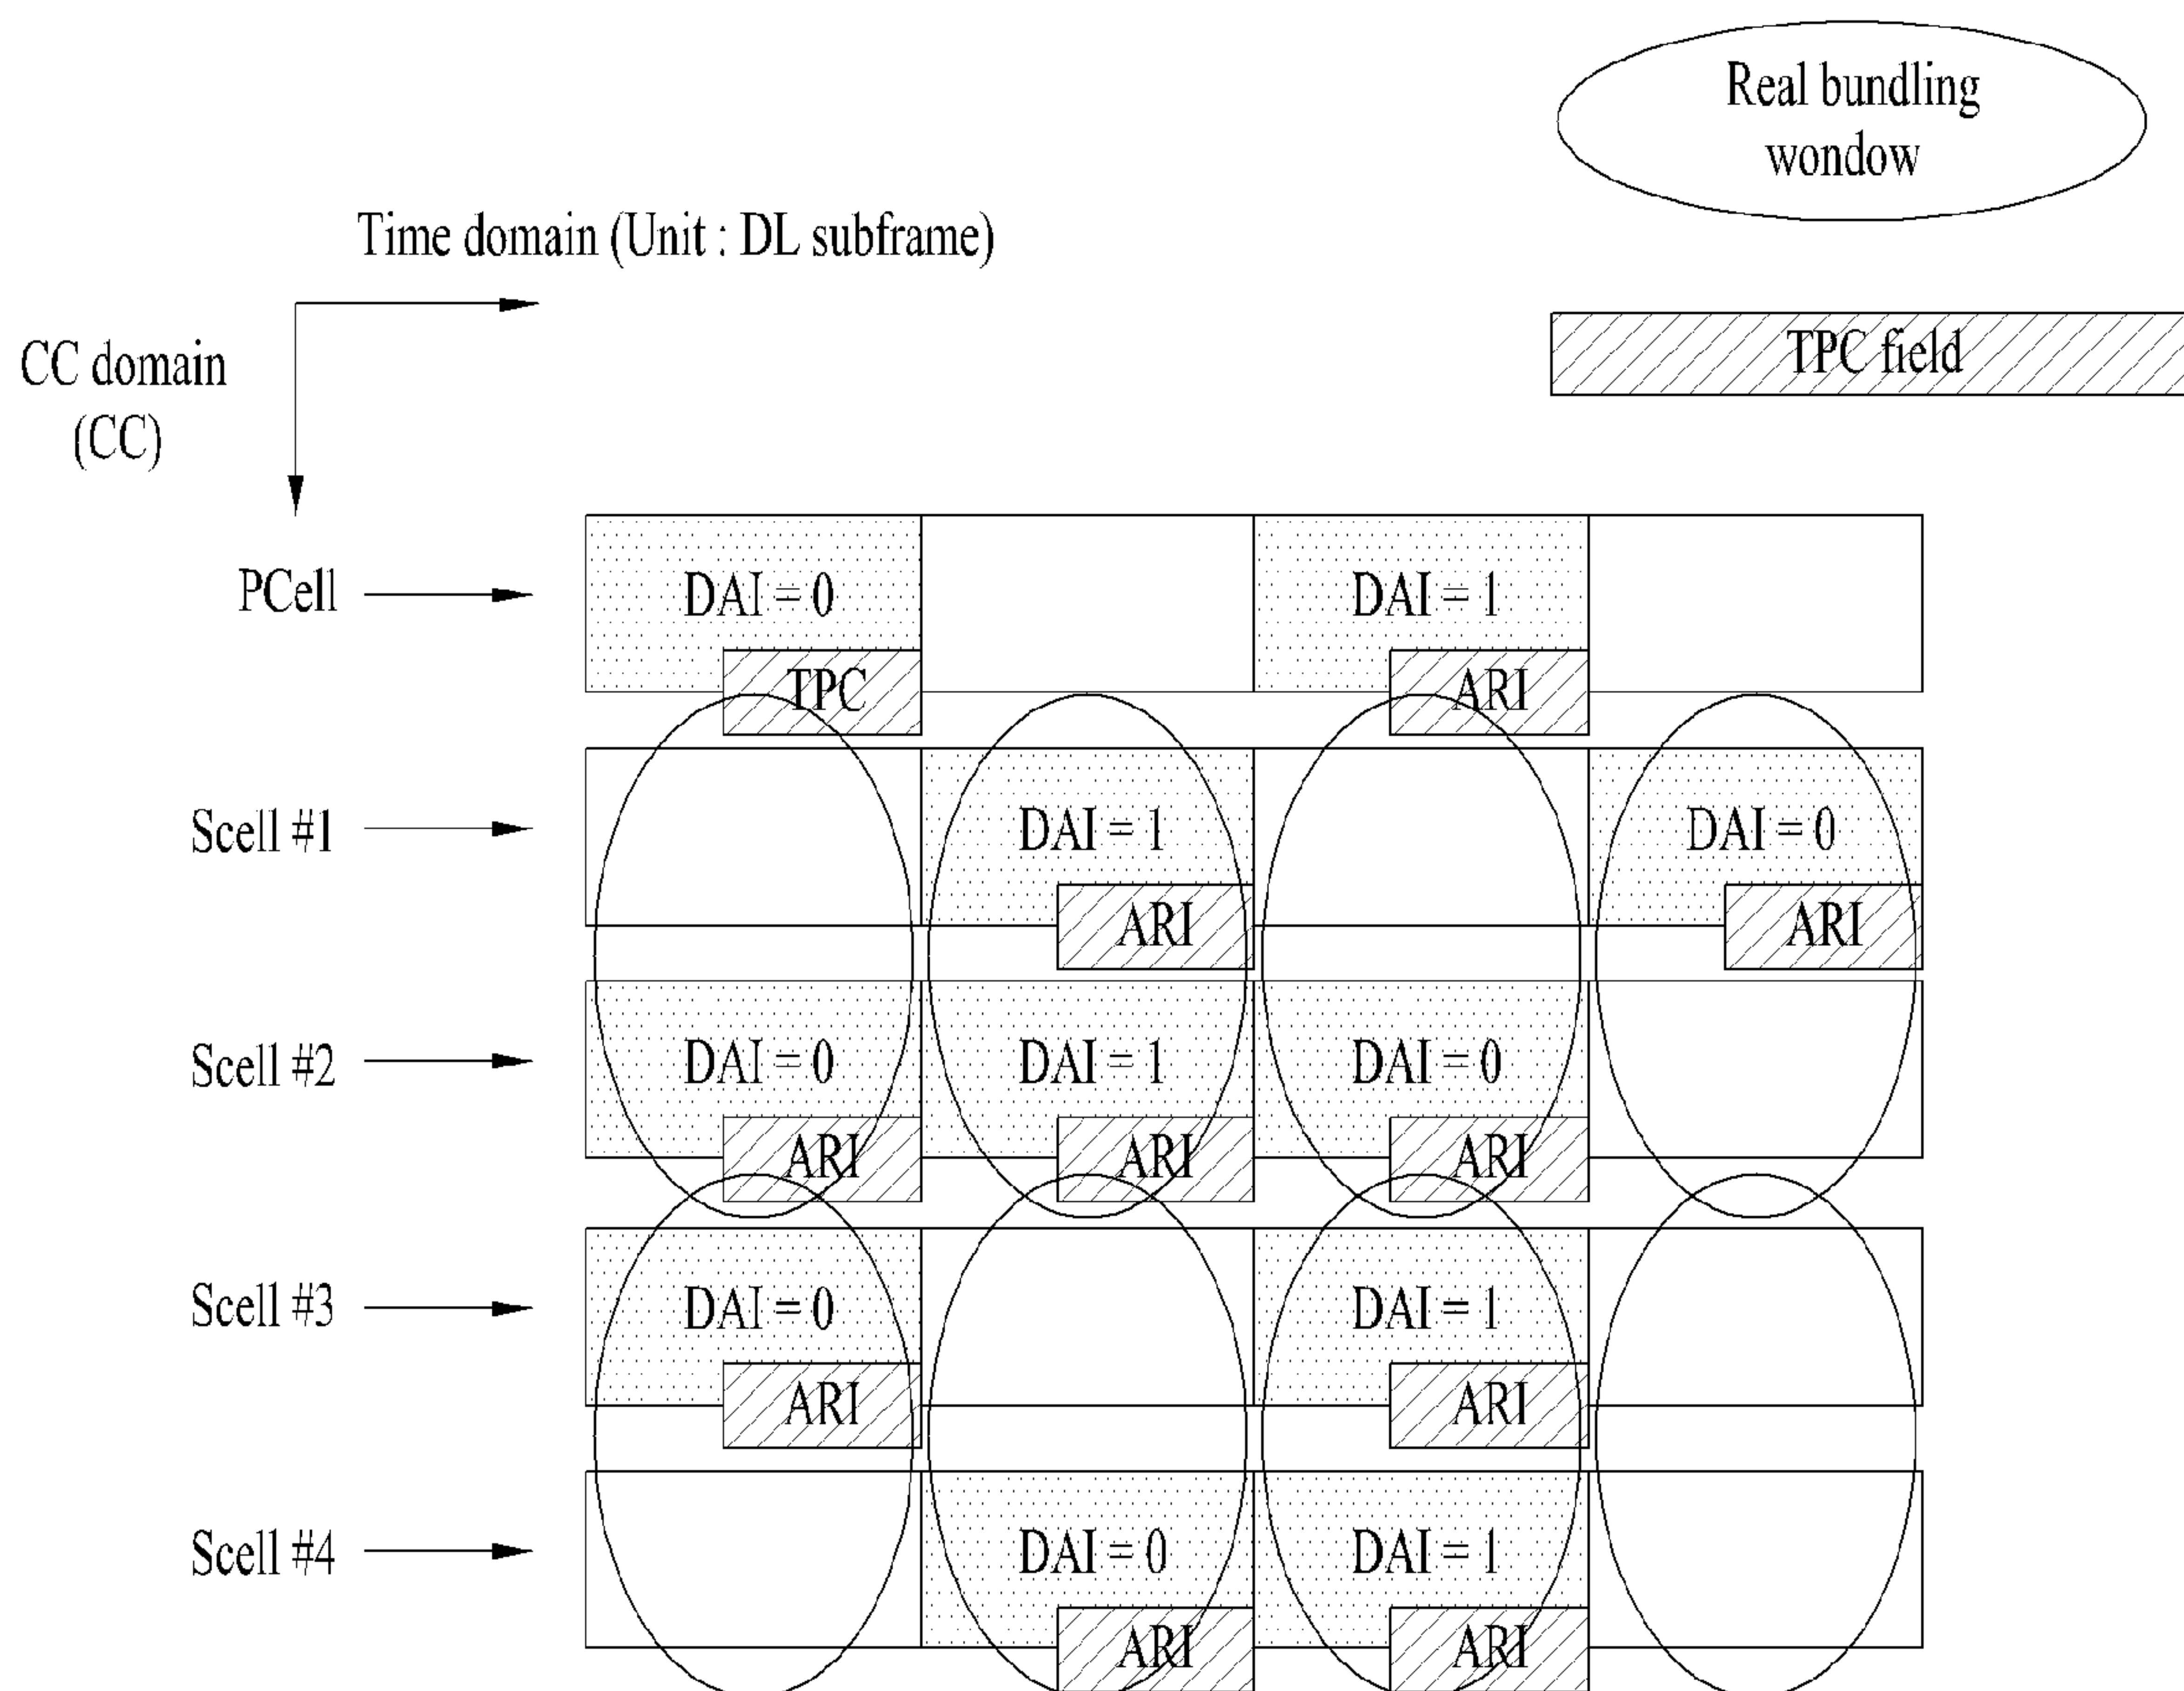 Real bundling
wondow
Time domain (Unit : DL subframe)
CC domain
(CC)
TPC field
PCell
DAI = 0
DAI = 1
TPC
ARI
Scell #1
DAI = 1
DAI = 0
ARI
ARI
Scell #2
DAI = 0
DAI = 1
DAI = 0
ARI
ARI
ARI
Scell #3
DAI = 0
DAI = 1
ARI
ARI
Scell #4
DAI = 0
DAI = 1
ARI
ARI